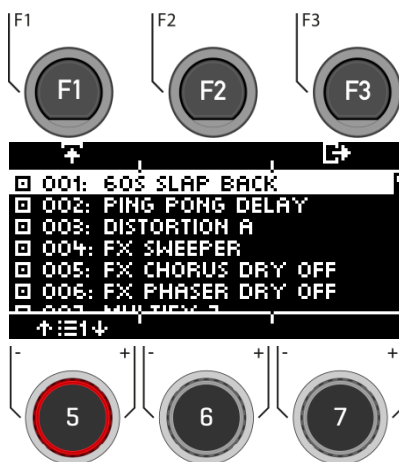 F1 F2 F3
F1 F2 F3
001: 60S SLAP BACK
002: PING PONG DELAY
003: DISTORTION A
004: FX SWEEPER
005: FX CHORUS DRY OFF
006: FX PHASER DRY OFF
1
- + - + - +
5 6 7